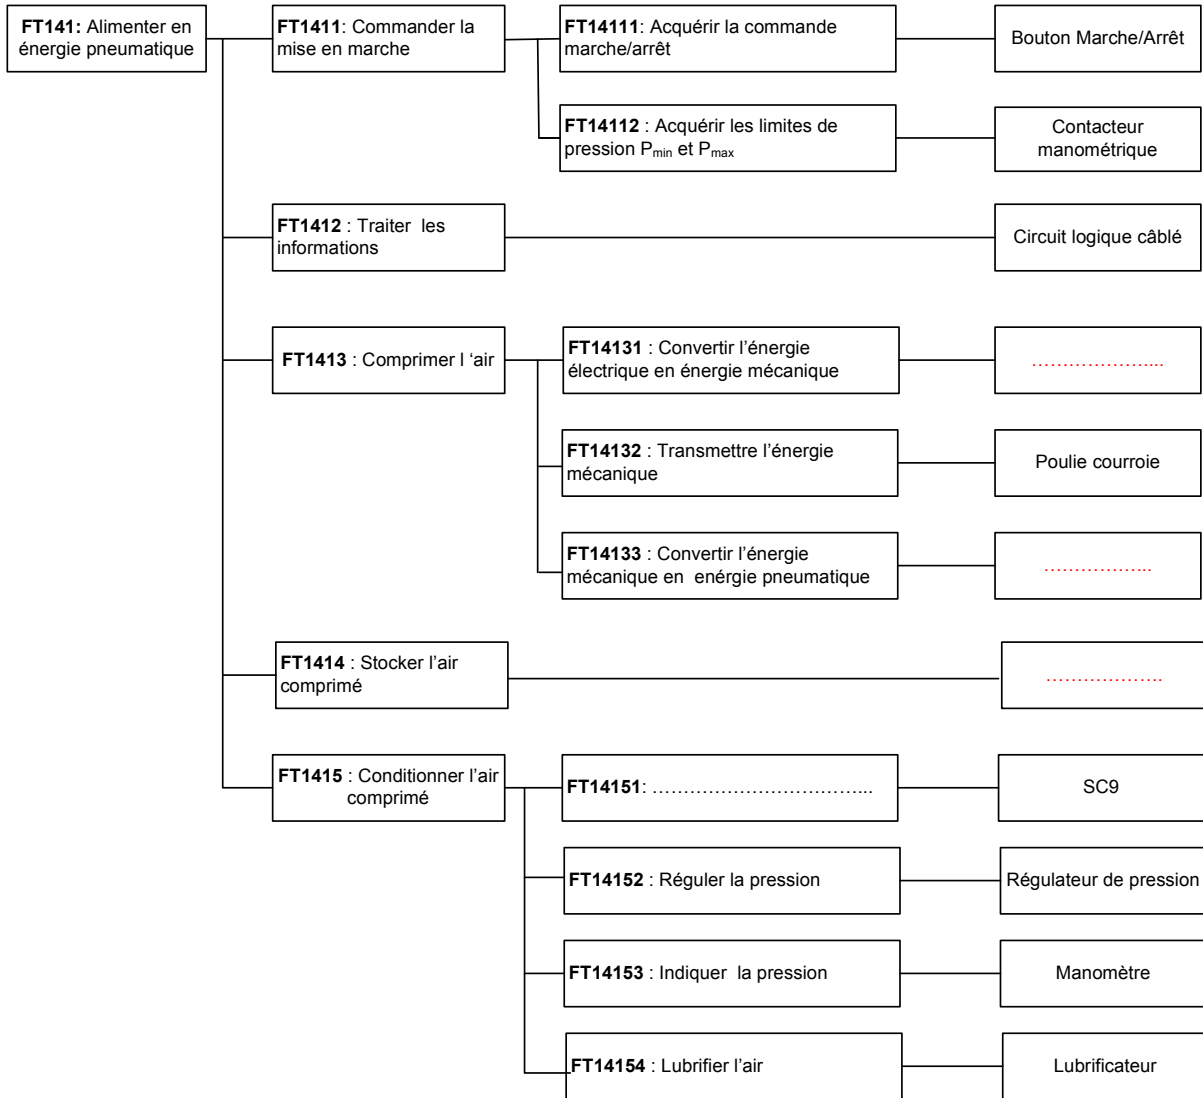 FT141: Alimenter en
énergie pneumatique
FT1411: Commander la
mise en marche
FT14111: Acquérir la commande
marche/arrêt
Bouton Marche/Arrêt
FT14112 : Acquérir les limites de
pression Pmin et Pmax
Contacteur
manométrique
FT1412 : Traiter les
informations
Circuit logique câblé
FT1413 : Comprimer l ‘air
FT14131 : Convertir l’énergie
électrique en énergie mécanique
…………………...
FT14132 : Transmettre l’énergie
mécanique
Poulie courroie
FT14133 : Convertir l’énergie
mécanique en enérgie pneumatique
……………...
FT1414 : Stocker l’air
comprimé
……………….
FT1415 : Conditionner l’air
comprimé
FT14151: ……………………………...
SC9
FT14152 : Réguler la pression
Régulateur de pression
FT14153 : Indiquer la pression
Manomètre
FT14154 : Lubrifier l’air
Lubrificateur